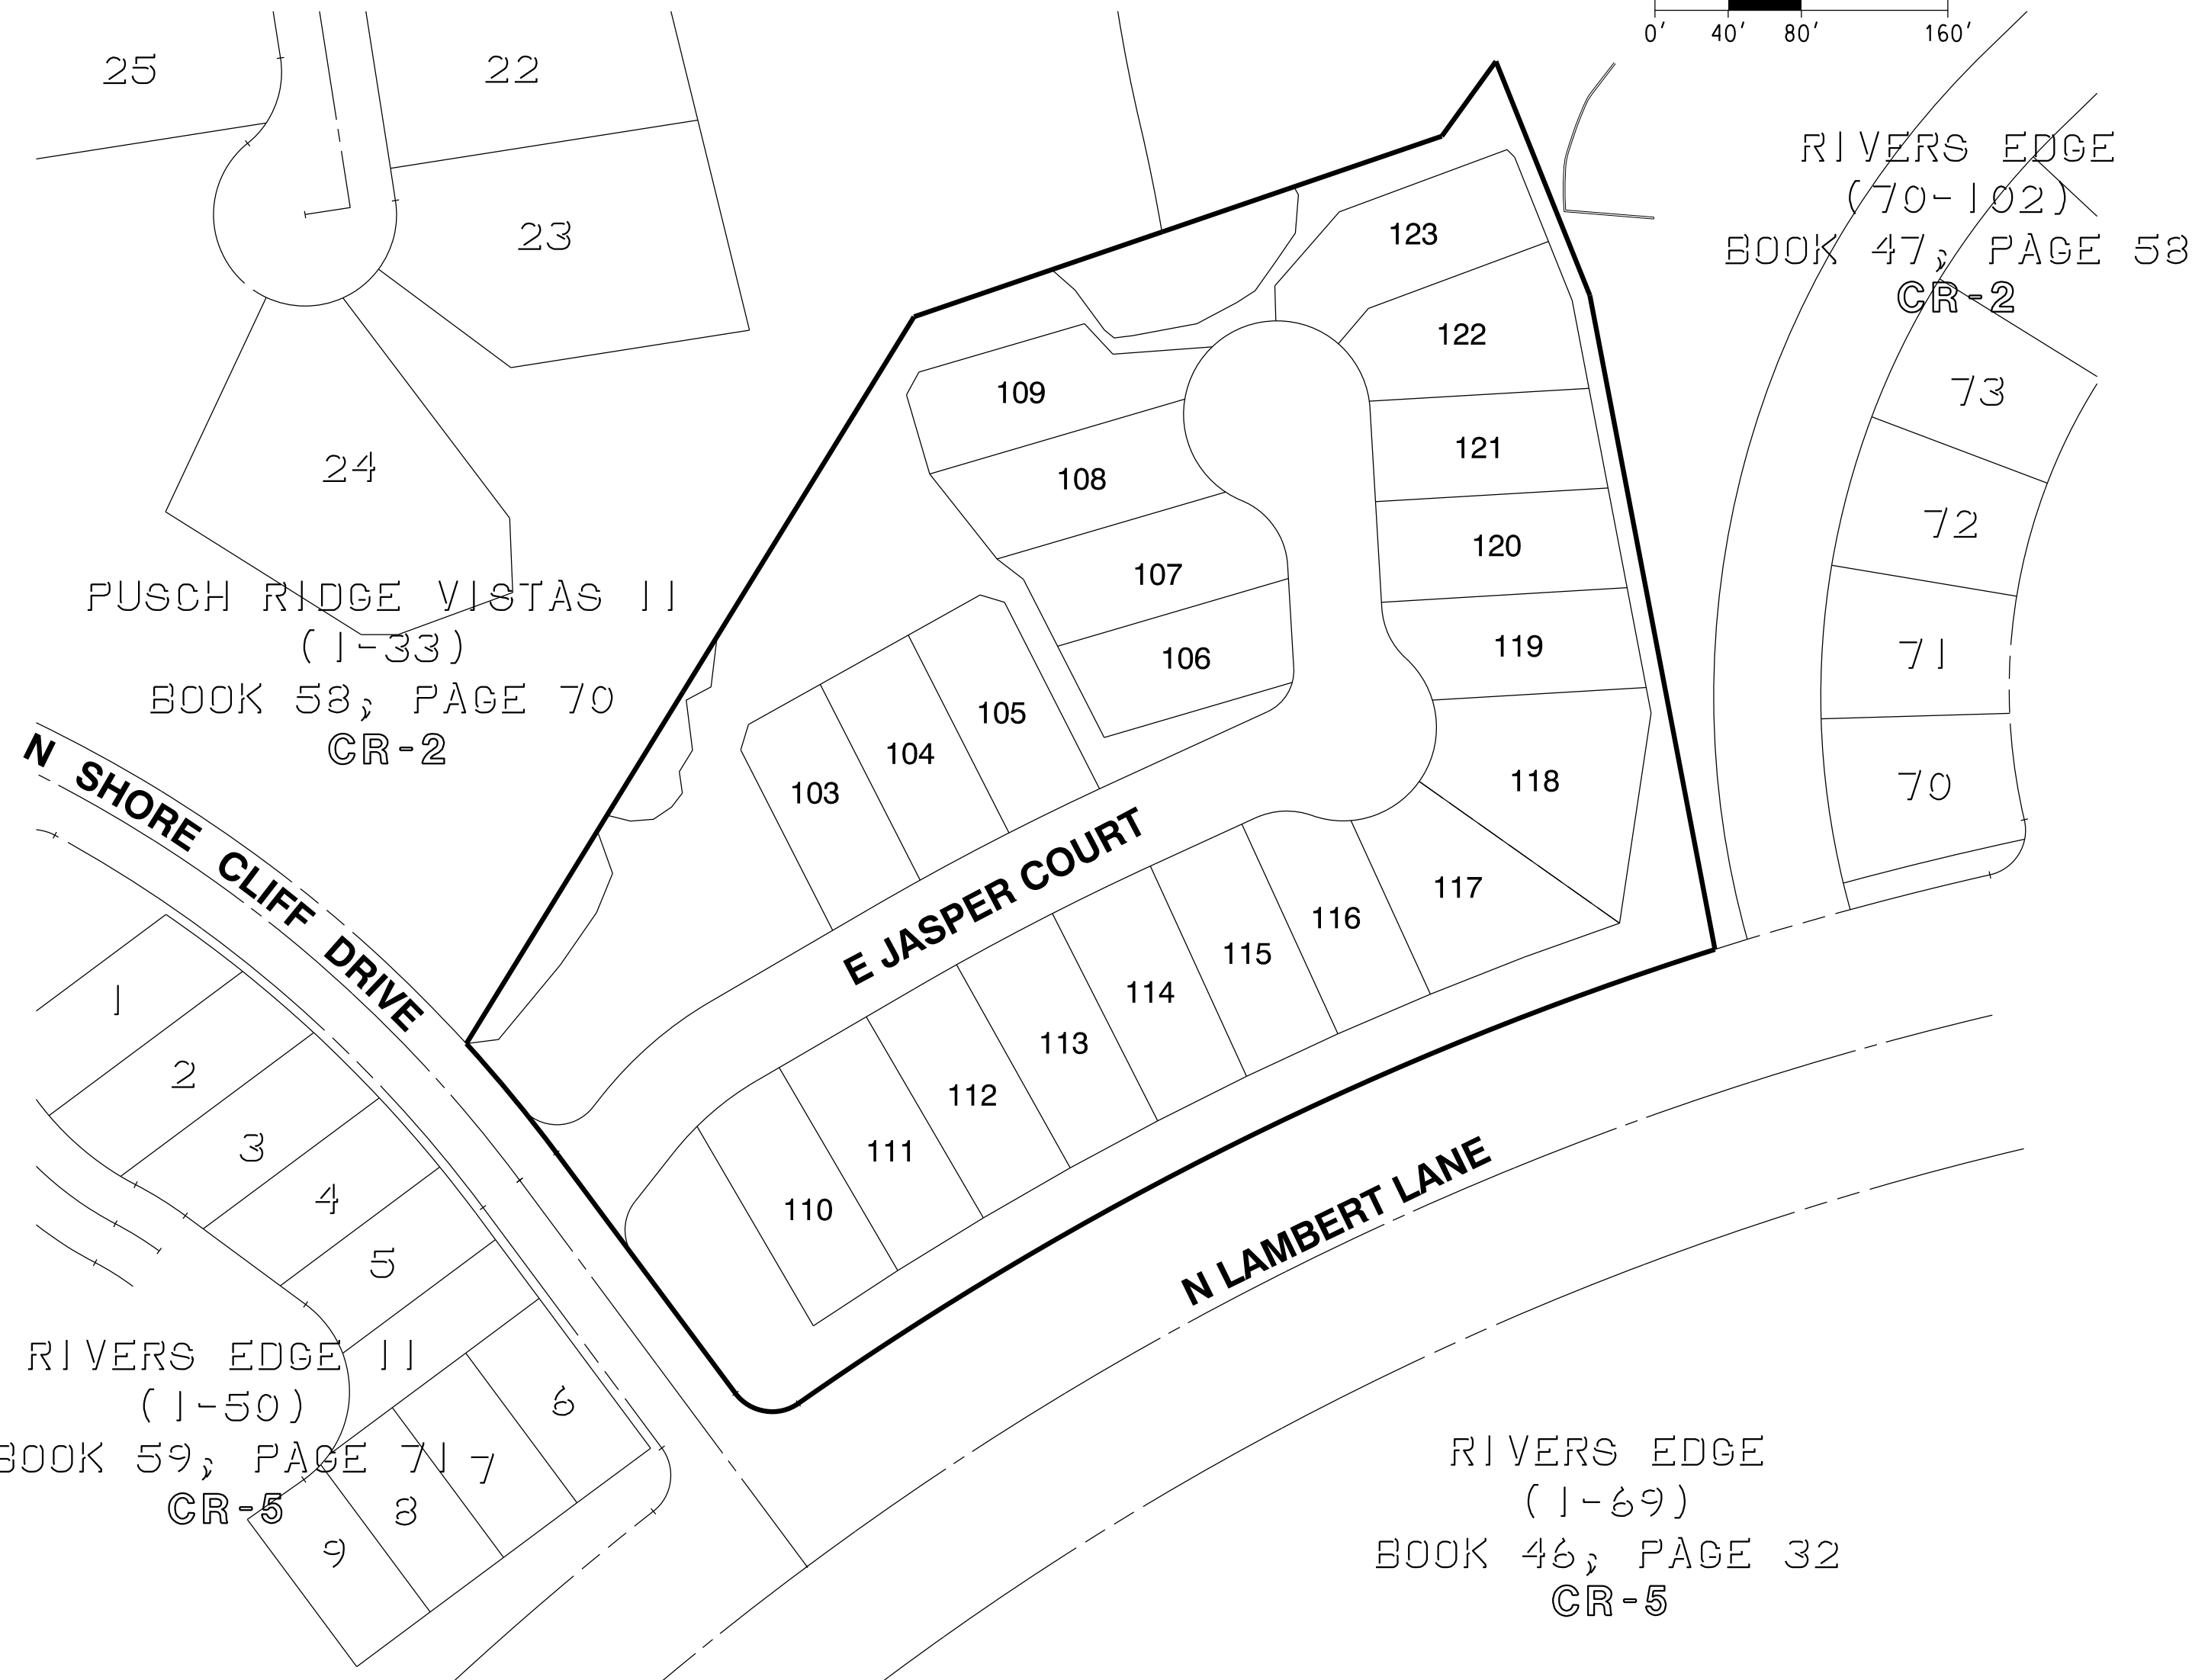 0' 40' 80' 160'
25
22
23
24
PUSCH RIDGE VISTAS II
(1-33)
BOOK 58; PAGE 70
CR-2
RIVERS EDGE
(70-102)
BOOK 47; PAGE 58
CR-2
73
72
71
70
123
122
121
120
119
118
117
116
115
114
113
112
111
110
109
108
107
106
105
104
103
E JASPER COURT
N SHORE CLIFF DRIVE
N LAMBERT LANE
1
2
3
4
5
6
7
8
9
RIVERS EDGE II
(1-50)
BOOK 59; PAGE 71
CR-5
RIVERS EDGE
(1-69)
BOOK 46; PAGE 32
CR-5